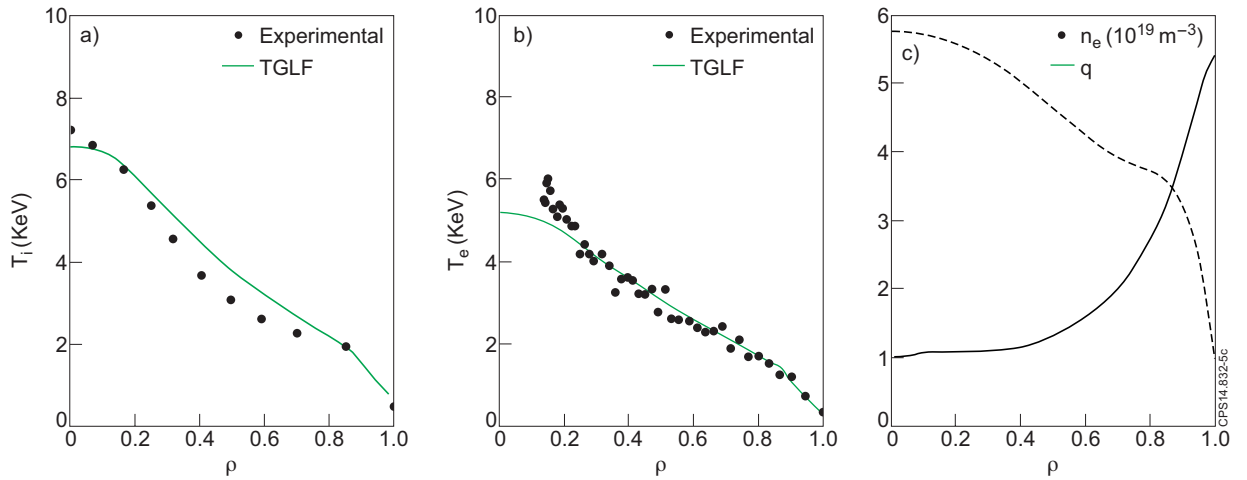 a)
Experimental
TGLF
10
8
6
4
2
0
T_i (KeV)
0
0.2
0.4
0.6
0.8
1.0
ρ
b)
Experimental
TGLF
10
8
6
4
2
0
T_e (KeV)
0
0.2
0.4
0.6
0.8
1.0
ρ
c)
n_e (10^19 m^−3)
q
6
5
4
3
2
1
0
0
0.2
0.4
0.6
0.8
1.0
ρ
CPS14.832-5c